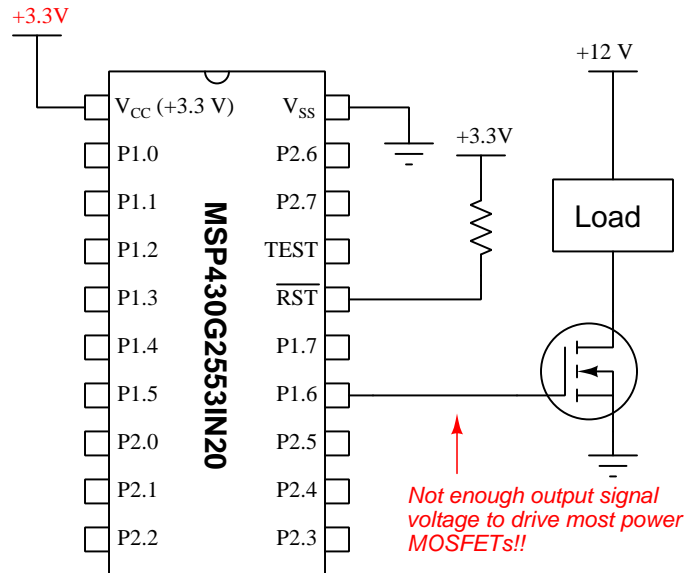 +3.3V
+12 V
V_CC (+3.3 V)
V_SS
+3.3V
P1.0
P2.6
P1.1
P2.7
P1.2
TEST
P1.3
RST
P1.4
P1.7
P1.5
P1.6
P2.0
P2.5
P2.1
P2.4
P2.2
P2.3
MSP430G2553IN20
Load
Not enough output signal
voltage to drive most power
MOSFETs!!